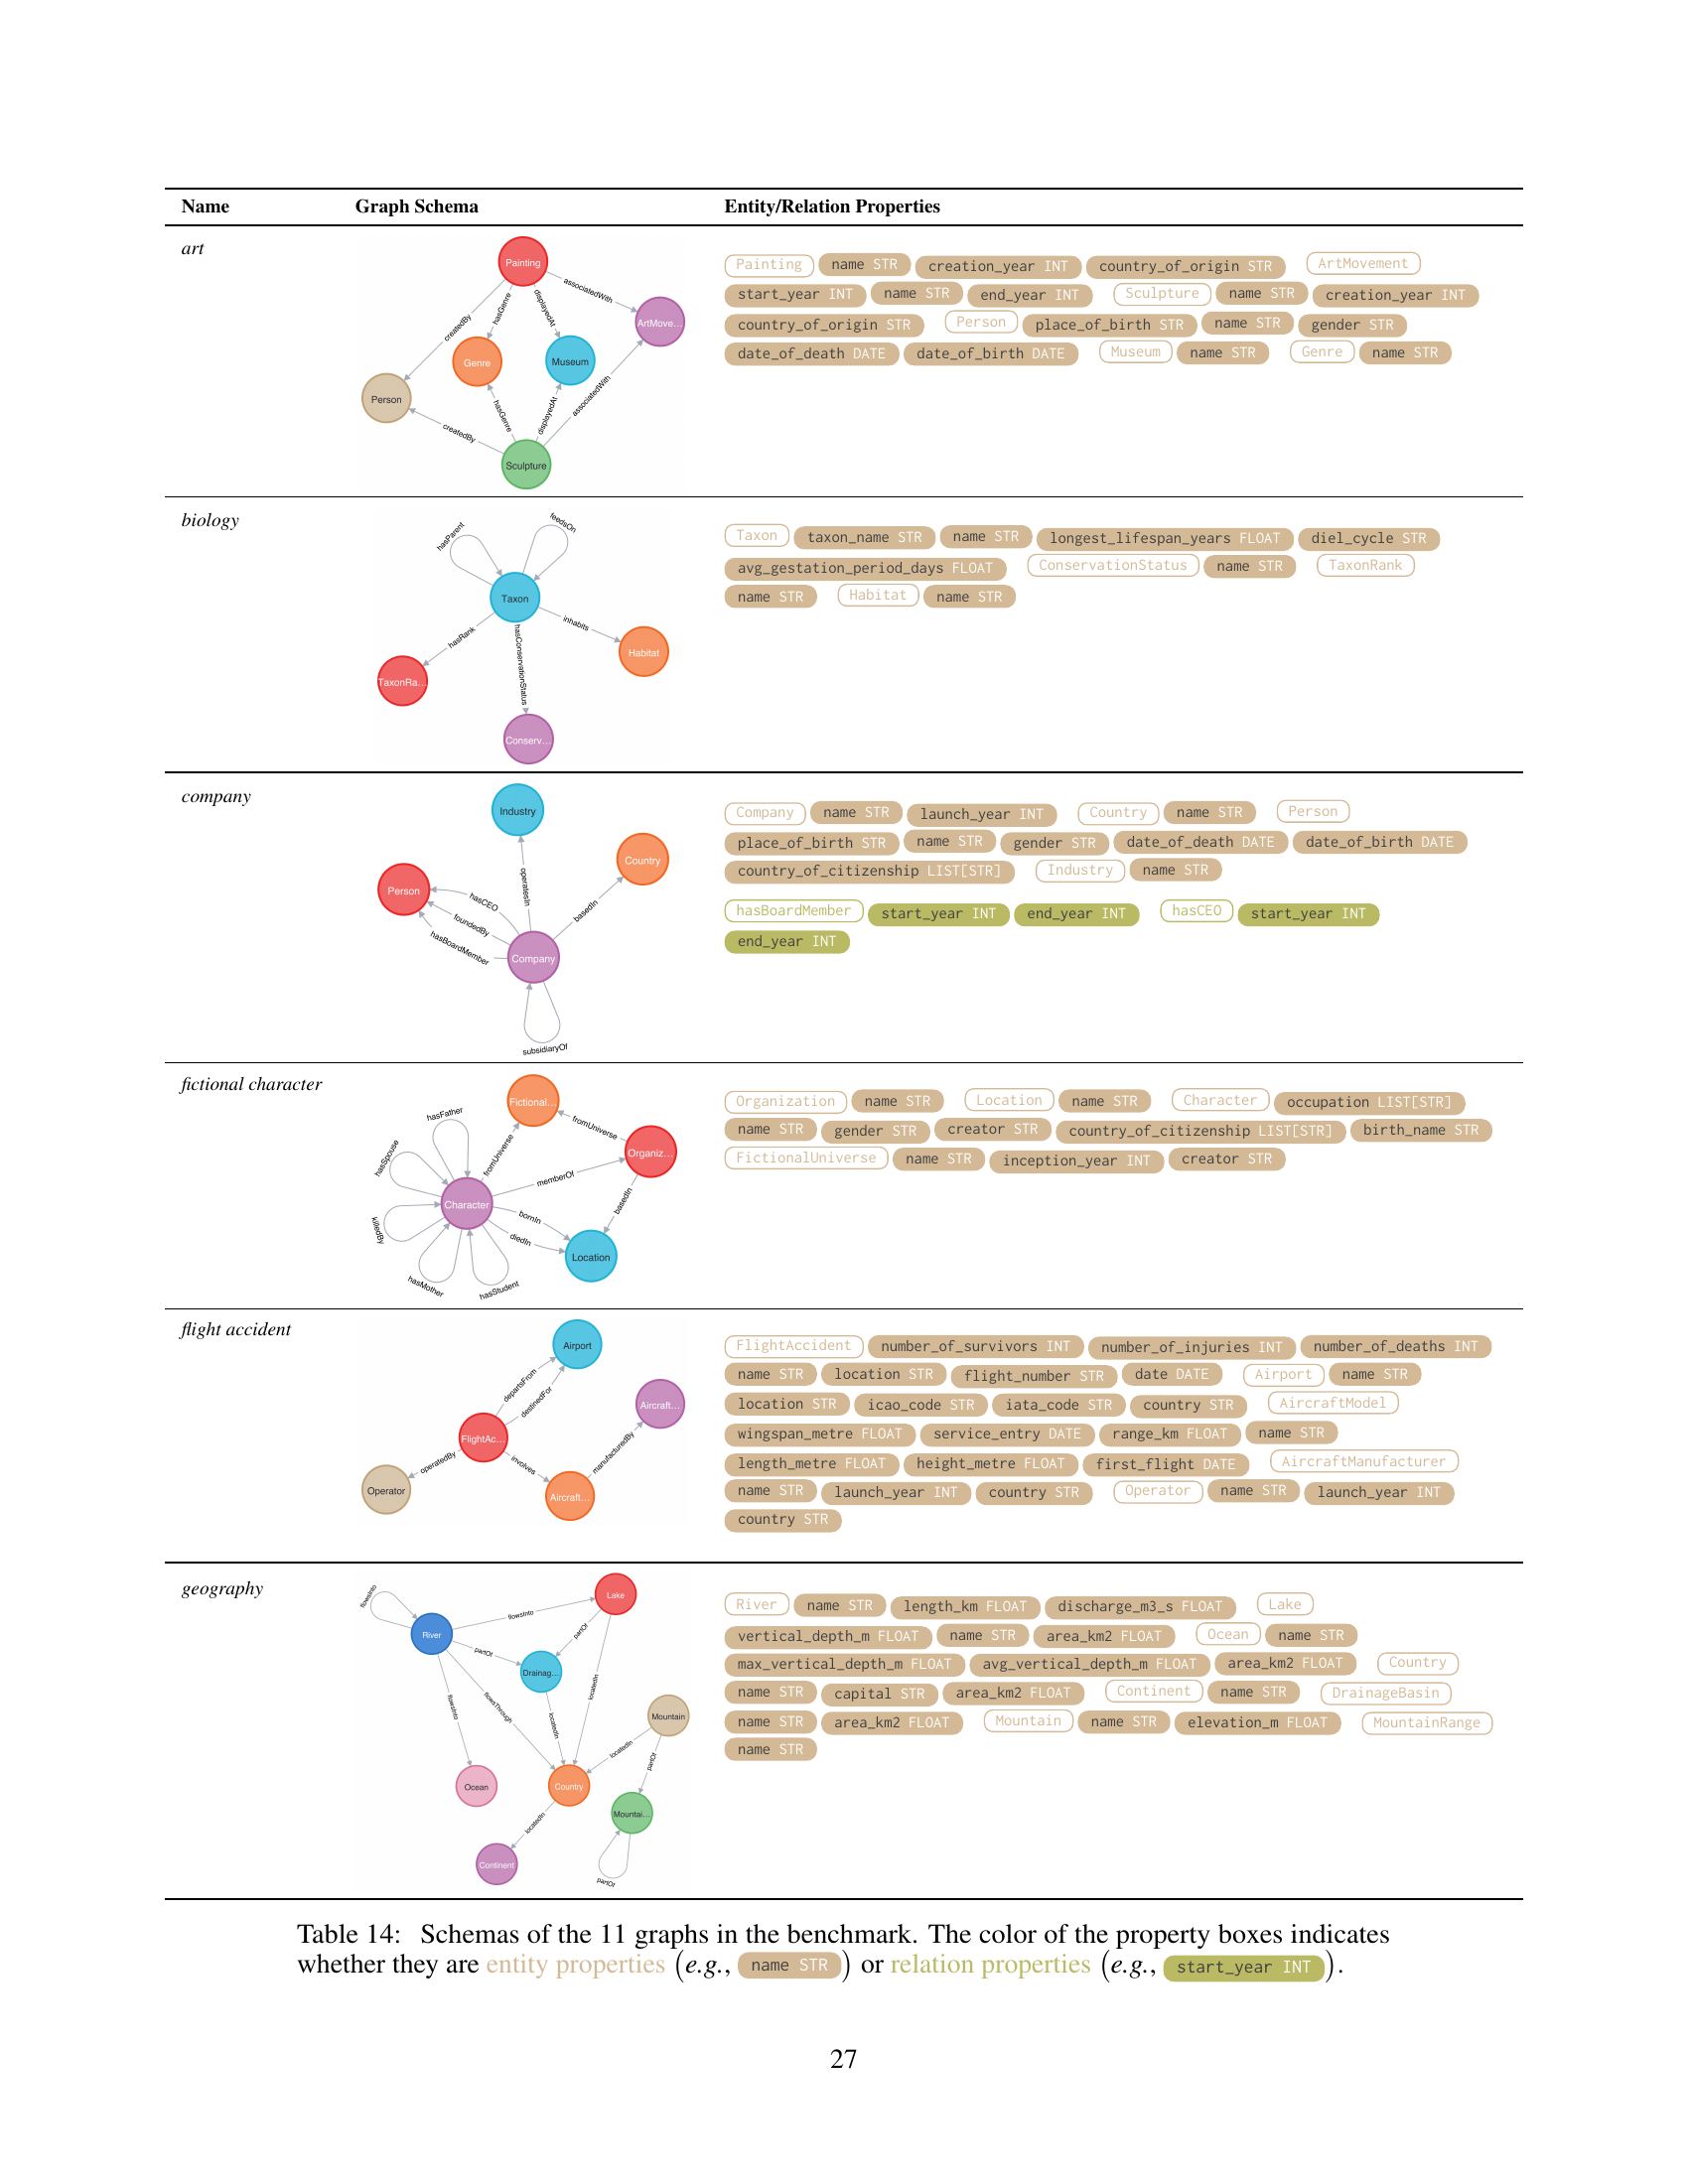 Name Graph Schema Entity/Relation Properties
art
Painting
associatedWith
hasGenre
displayedAt
createdBy
ArtMove...
Genre
Museum
Person
hasGenre
displayedAt
associatedWith
createdBy
Sculpture
Painting name STR creation_year INT country_of_origin STR ArtMovement
start_year INT name STR end_year INT Sculpture name STR creation_year INT
country_of_origin STR Person place_of_birth STR name STR gender STR
date_of_death DATE date_of_birth DATE Museum name STR Genre name STR
biology
hasParent
feedsOn
Taxon
hasRank
inhabits
hasConservationStatus
Habitat
TaxonRa...
Conserv...
Taxon taxon_name STR name STR longest_lifespan_years FLOAT diel_cycle STR
avg_gestation_period_days FLOAT ConservationStatus name STR TaxonRank
name STR Habitat name STR
company
Industry
Country
operatesIn
Person
hasCEO
foundedBy
basedIn
hasBoardMember
Company
subsidiaryOf
Company name STR launch_year INT Country name STR Person
place_of_birth STR name STR gender STR date_of_death DATE date_of_birth DATE
country_of_citizenship LIST[STR] Industry name STR
hasBoardMember start_year INT end_year INT hasCEO start_year INT
end_year INT
fictional character
Fictional...
hasFather
fromUniverse
hasSpouse
fromUniverse
Organiz...
memberOf
Character
basedIn
bornIn
killedBy
diedIn
Location
hasMother
hasStudent
Organization name STR Location name STR Character occupation LIST[STR]
name STR gender STR creator STR country_of_citizenship LIST[STR] birth_name STR
FictionalUniverse name STR inception_year INT creator STR
flight accident
Airport
departsFrom
destinedFor
Aircraft...
FlightAc...
operatedBy
involves
manufacturedBy
Operator
Aircraft...
FlightAccident number_of_survivors INT number_of_injuries INT number_of_deaths INT
name STR location STR flight_number STR date DATE Airport name STR
location STR icao_code STR iata_code STR country STR AircraftModel
wingspan_metre FLOAT service_entry DATE range_km FLOAT name STR
length_metre FLOAT height_metre FLOAT first_flight DATE AircraftManufacturer
name STR launch_year INT country STR Operator name STR launch_year INT
country STR
geography
flowsInto
Lake
flowsInto
River
partOf
partOf
Drainag...
locatedIn
flowsInto
flowsThrough
locatedIn
Mountain
locatedIn
partOf
Ocean
Country
Mountai...
locatedIn
Continent
partOf
River name STR length_km FLOAT discharge_m3_s FLOAT Lake
vertical_depth_m FLOAT name STR area_km2 FLOAT Ocean name STR
max_vertical_depth_m FLOAT avg_vertical_depth_m FLOAT area_km2 FLOAT Country
name STR capital STR area_km2 FLOAT Continent name STR DrainageBasin
name STR area_km2 FLOAT Mountain name STR elevation_m FLOAT MountainRange
name STR
Table 14: Schemas of the 11 graphs in the benchmark. The color of the property boxes indicates
whether they are entity properties (e.g., name STR) or relation properties (e.g., start_year INT).
27